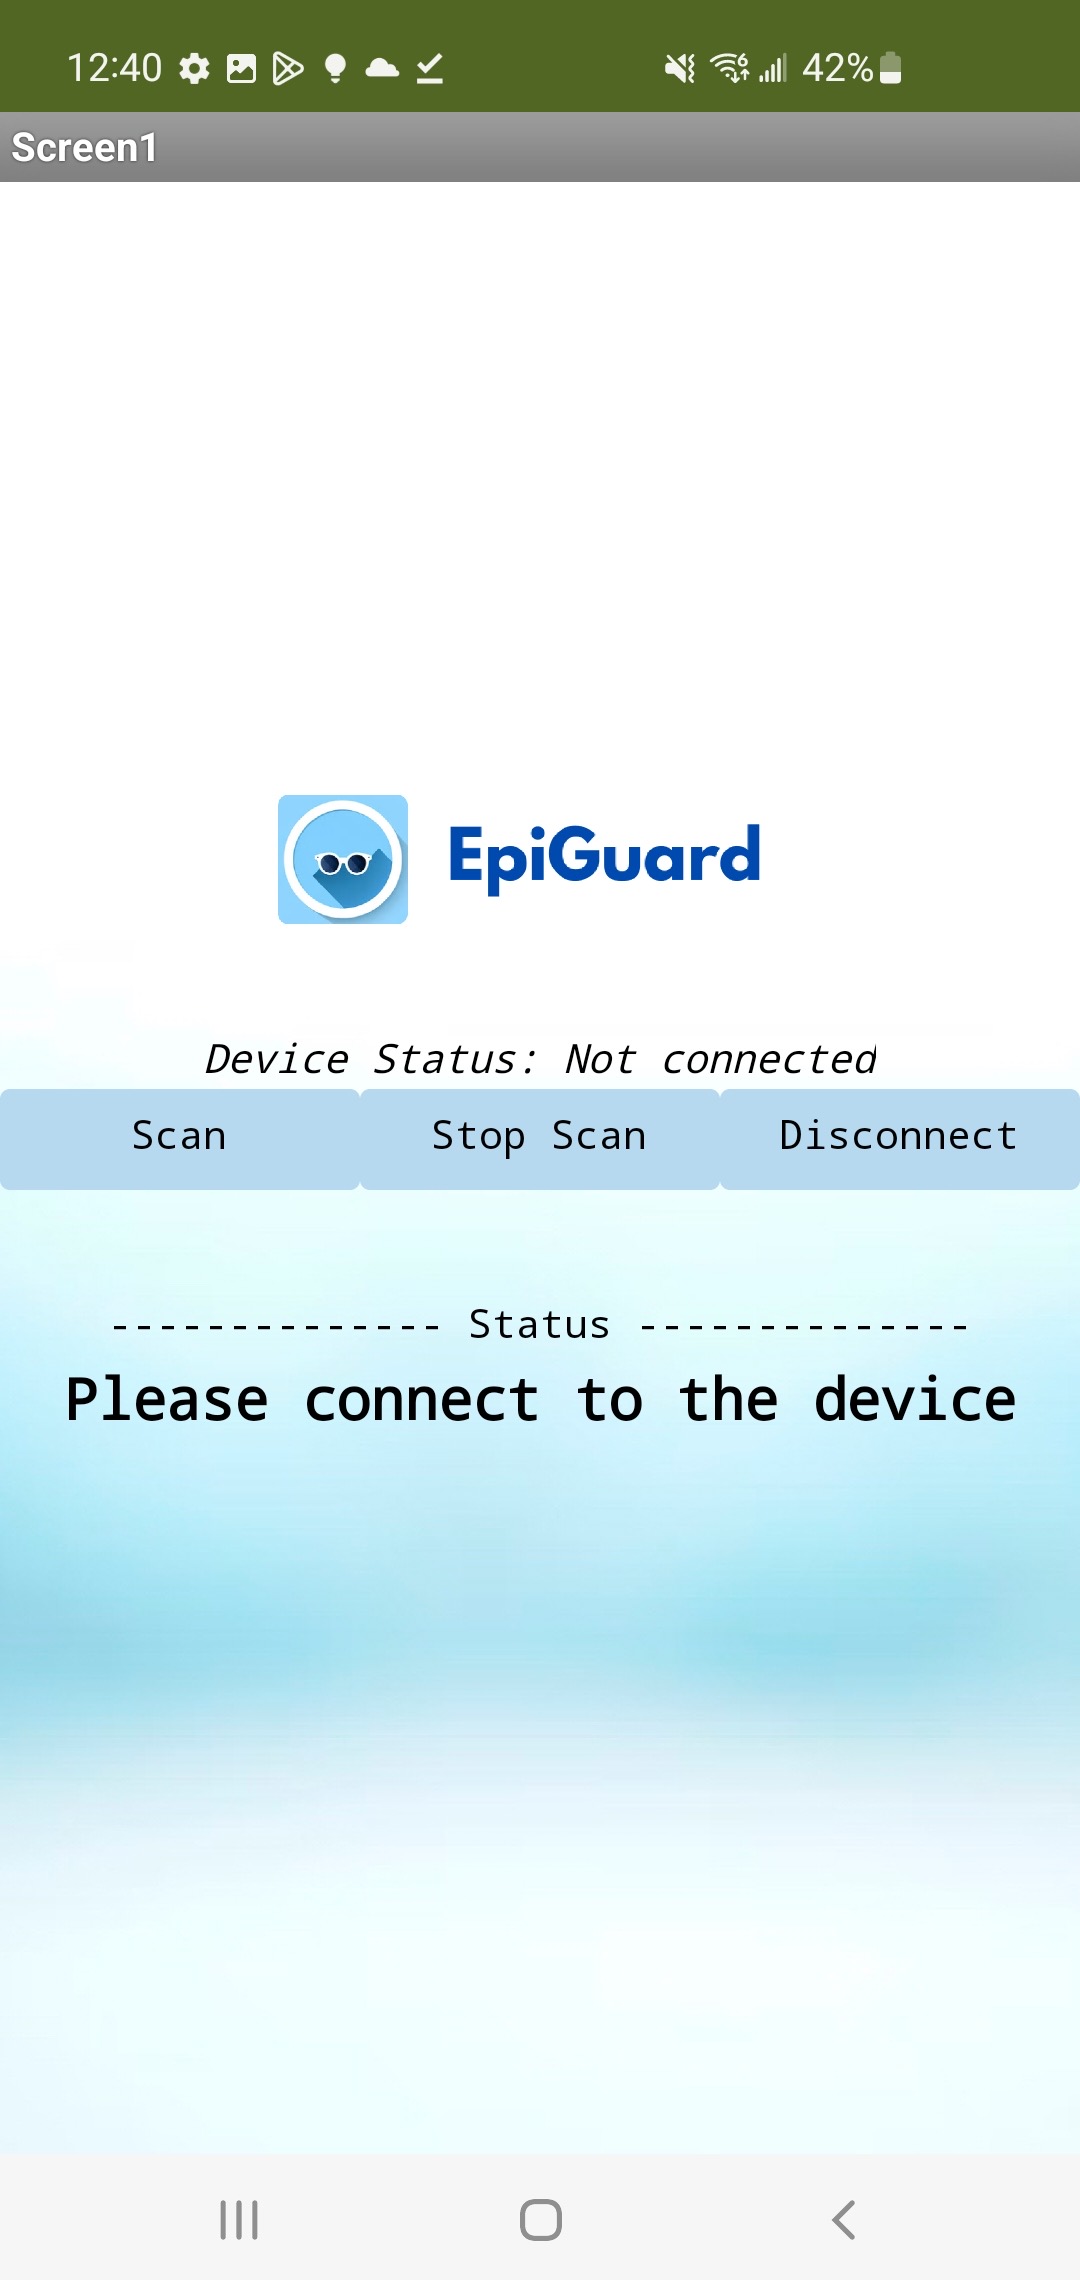 12:40 42%
Screen1
EpiGuard
Device Status: Not connected
Scan Stop Scan Disconnect
-------------- Status --------------
Please connect to the device